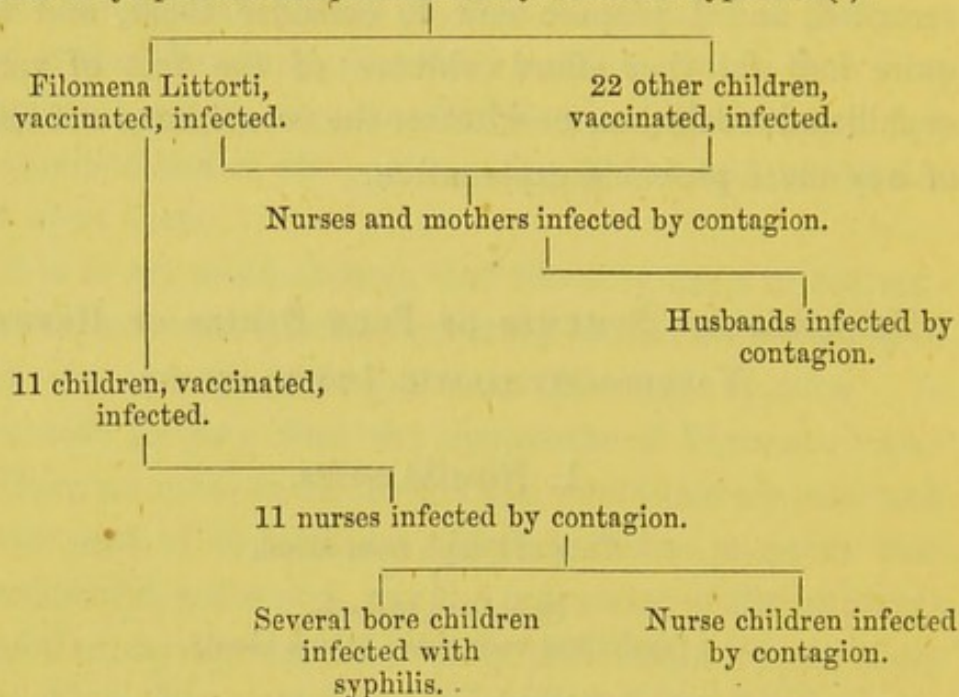 Filomena Littorti,
vaccinated, infected.
22 other children,
vaccinated, infected.
Nurses and mothers infected by contagion.
Husbands infected by
contagion.
11 children, vaccinated,
infected.
11 nurses infected by contagion.
Several bore children
infected with
syphilis.
Nurse children infected
by contagion.